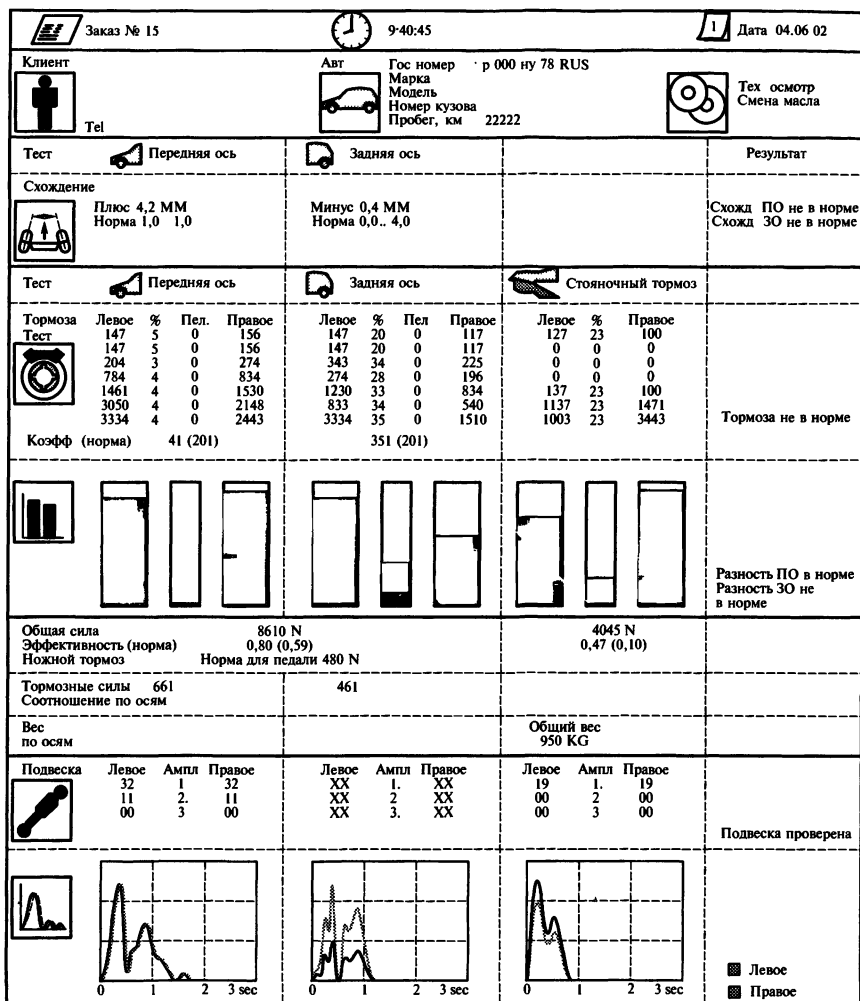 Заказ № 15 9·40:45 1 Дата 04.06 02
Клиент Авт Гос номер р 000 ну 78 RUS
Марка
Модель Тех осмотр
Номер кузова Смена масла
Tel Пробег, км 22222
Тест Передняя ось Задняя ось Результат
Схождение
Плюс 4,2 ММ Минус 0,4 ММ Схожд ПО не в норме
Норма 1,0 1,0 Норма 0,0.. 4,0 Схожд ЗО не в норме
Тест Передняя ось Задняя ось Стояночный тормоз
Тормоза Левое % Пел. Правое Левое % Пел Правое Левое % Правое
Тест 147 5 0 156 147 20 0 117 127 23 100
147 5 0 156 147 20 0 117 0 0 0
204 3 0 274 343 34 0 225 0 0 0
784 4 0 834 274 28 0 196 0 0 0
1461 4 0 1530 1230 33 0 834 137 23 100
3050 4 0 2148 833 34 0 540 1137 23 1471
3334 4 0 2443 3334 35 0 1510 1003 23 3443 Тормоза не в норме
Коэфф (норма) 41 (201) 351 (201)
Разность ПО в норме
Разность ЗО не
в норме
Общая сила 8610 N 4045 N
Эффективность (норма) 0,80 (0,59) 0,47 (0,10)
Ножной тормоз Норма для педали 480 N
Тормозные силы 661 461
Соотношение по осям
Вес Общий вес
по осям 950 KG
Подвеска Левое Ампл Правое Левое Ампл Правое Левое Ампл Правое
32 1 32 XX 1. XX 19 1. 19
11 2. 11 XX 2 XX 00 2 00
00 3 00 XX 3. XX 00 3 00
Подвеска проверена
0 1 2 3 sec 0 1 2 3 sec 0 1 2 3 sec
Левое
Правое